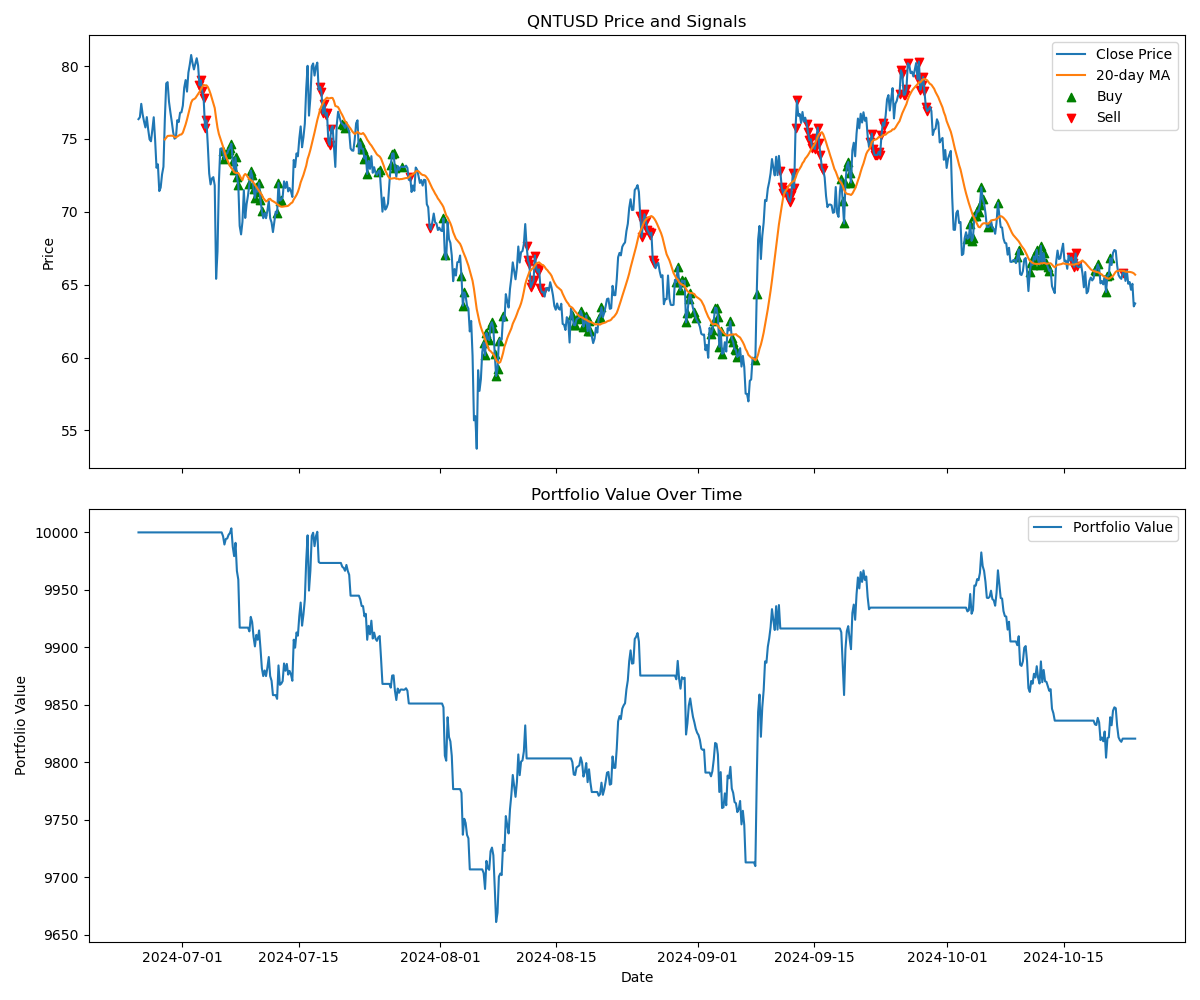 QNTUSD Price and Signals
Close Price
20-day MA
Buy
Sell
80
75
70
65
60
55
Price
Portfolio Value Over Time
Portfolio Value
10000
9950
9900
9850
9800
9750
9700
9650
Portfolio Value
2024-07-01
2024-07-15
2024-08-01
2024-08-15
2024-09-01
2024-09-15
2024-10-01
2024-10-15
Date